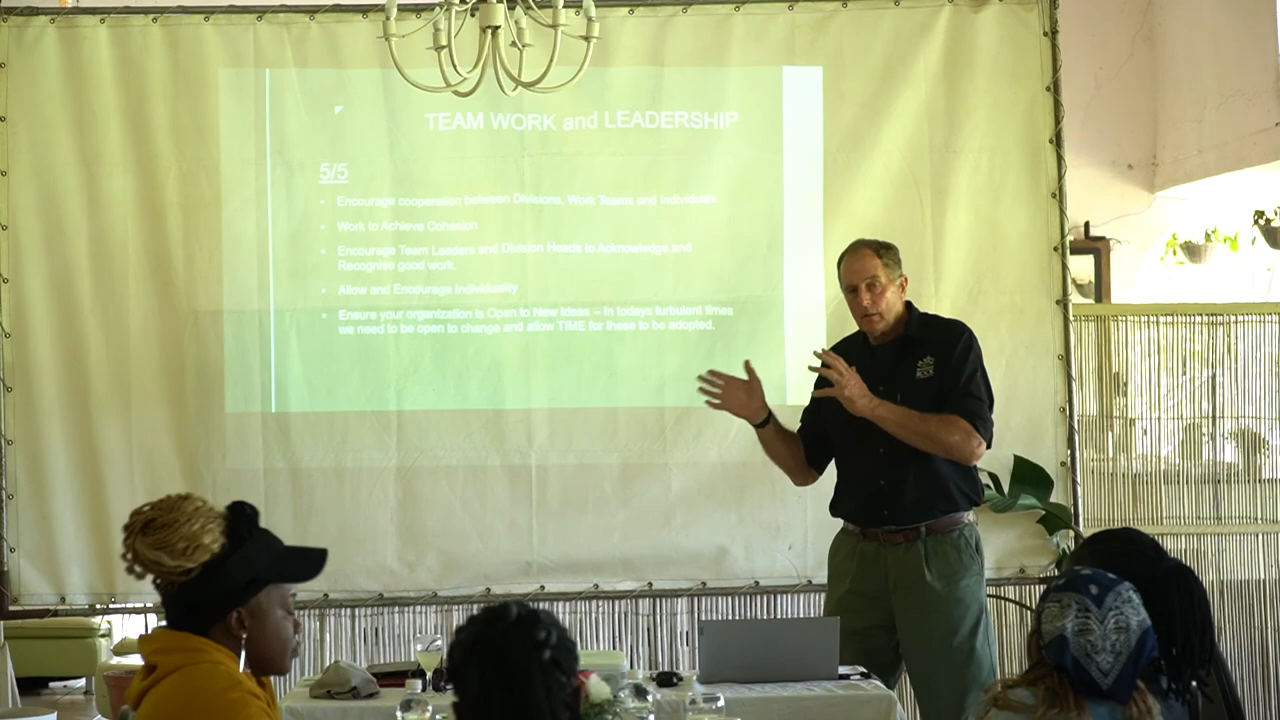 TEAM WORK and LEADERSHIP
5/5
Encourage cooperation between Divisions, Work Teams and Individuals.
Work to Achieve Cohesion
Encourage Team Leaders and Division Heads to Acknowledge and
Recognise good work.
Allow and Encourage Individuality
Ensure your organization is Open to New Ideas – In todays turbulent times
we need to be open to change and allow TIME for these to be adopted.